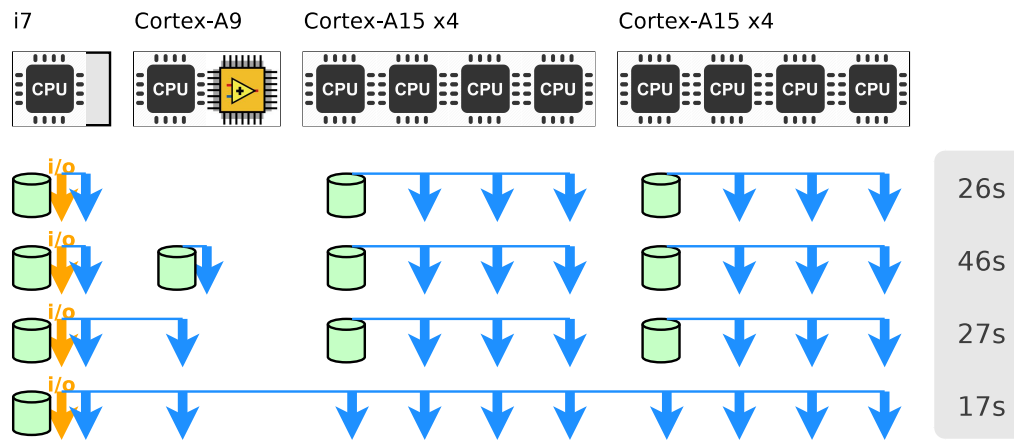 i7 Cortex-A9 Cortex-A15 x4 Cortex-A15 x4
CPU CPU CPU CPU CPU CPU CPU CPU CPU CPU
i/o 26s
i/o 46s
i/o 27s
i/o 17s